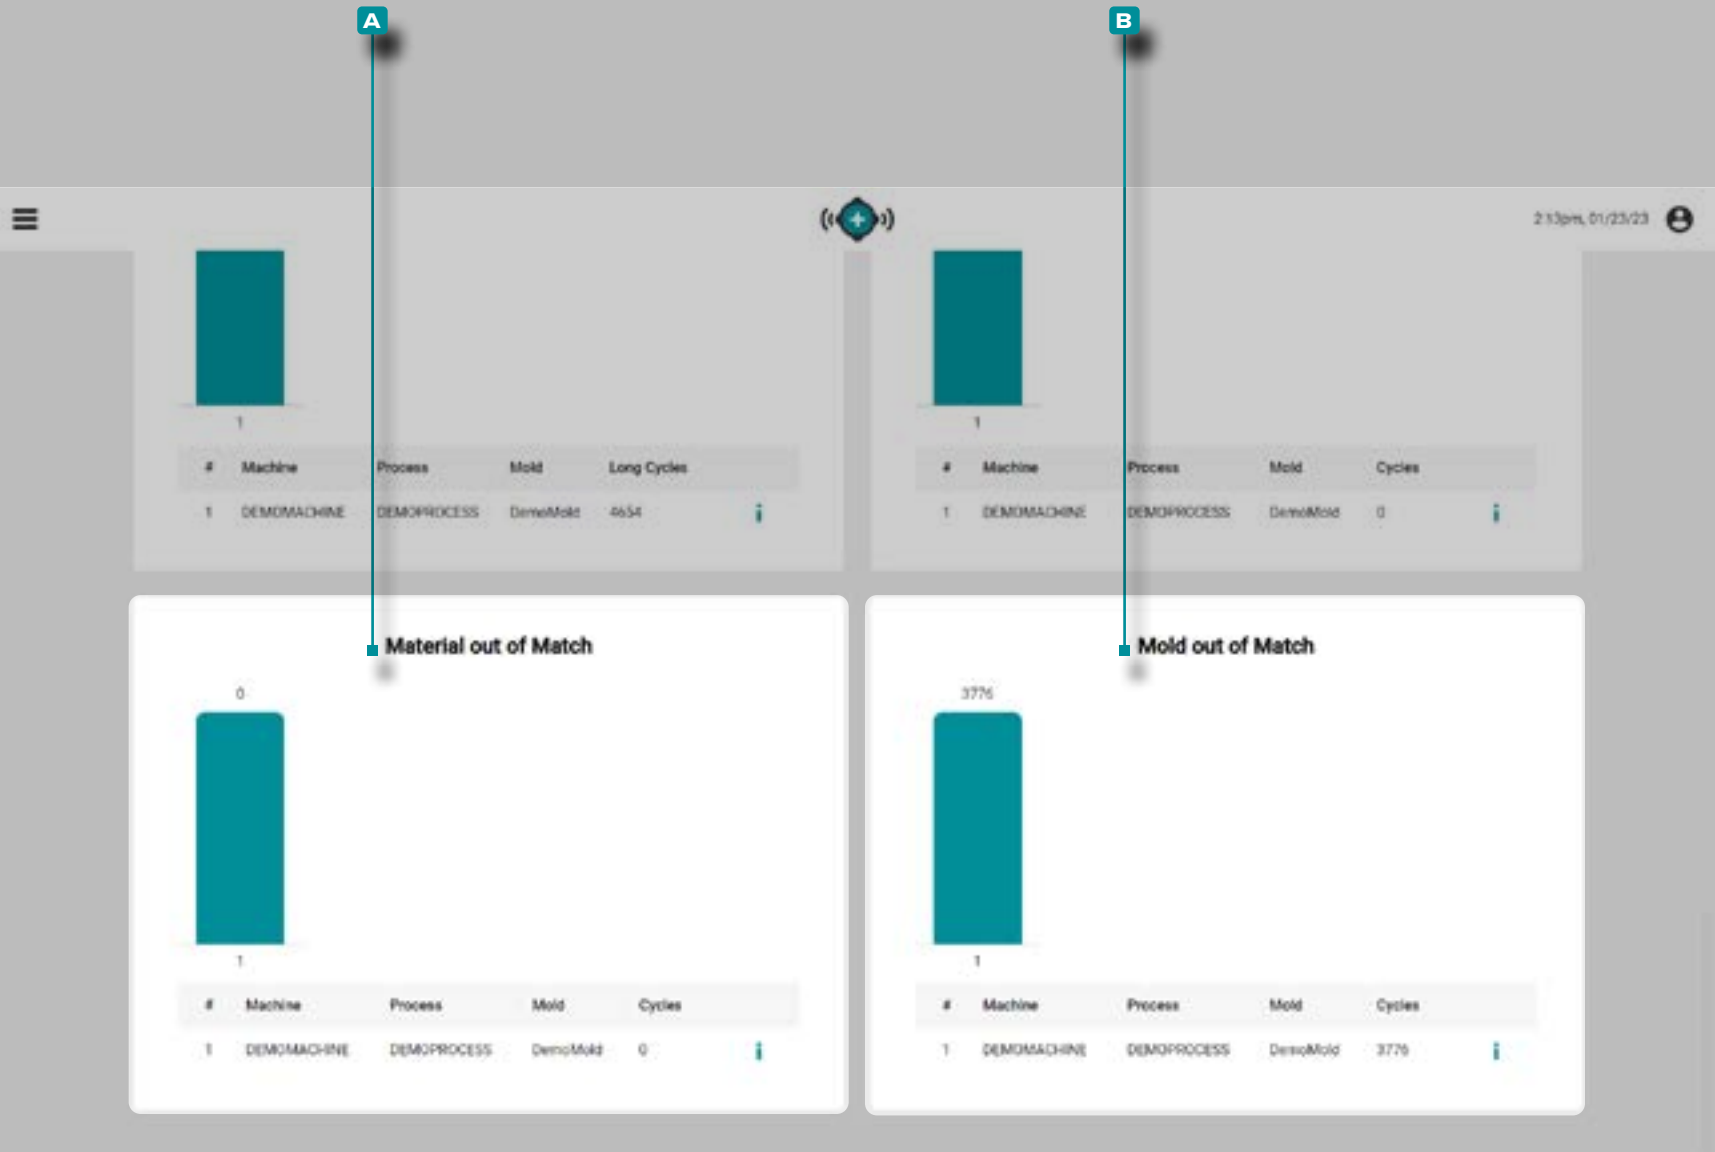 A
B
2:13pm, 01/23/23
1
1
# Machine Process Mold Long Cycles
1 DEMOMACHINE DEMOPROCESS DemoMold 4654 i
# Machine Process Mold Cycles
1 DEMOMACHINE DEMOPROCESS DemoMold 0 i
Material out of Match
0
1
# Machine Process Mold Cycles
1 DEMOMACHINE DEMOPROCESS DemoMold 0 i
Mold out of Match
3776
1
# Machine Process Mold Cycles
1 DEMOMACHINE DEMOPROCESS DemoMold 3776 i